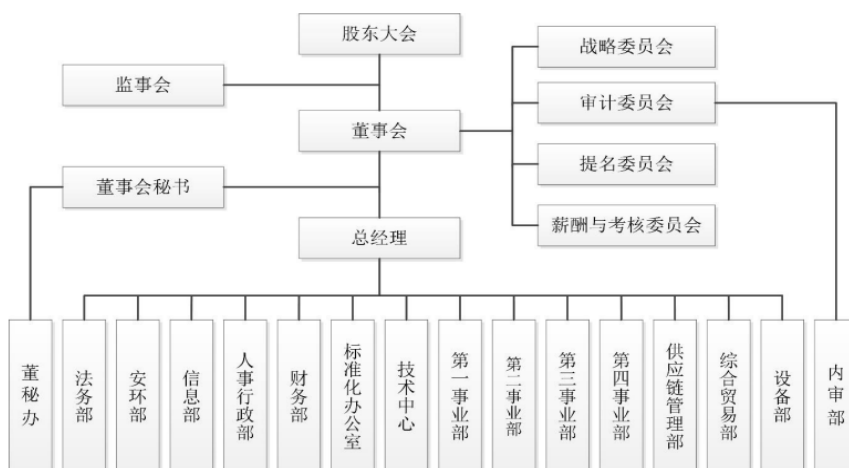 股东大会
战略委员会
监事会
审计委员会
董事会
提名委员会
董事会秘书
总经理
薪酬与考核委员会
董秘办
法务部
安环部
信息部
人事行政部
财务部
标准化办公室
技术中心
第一事业部
第二事业部
第三事业部
第四事业部
供应链管理部
综合贸易部
设备部
内审部